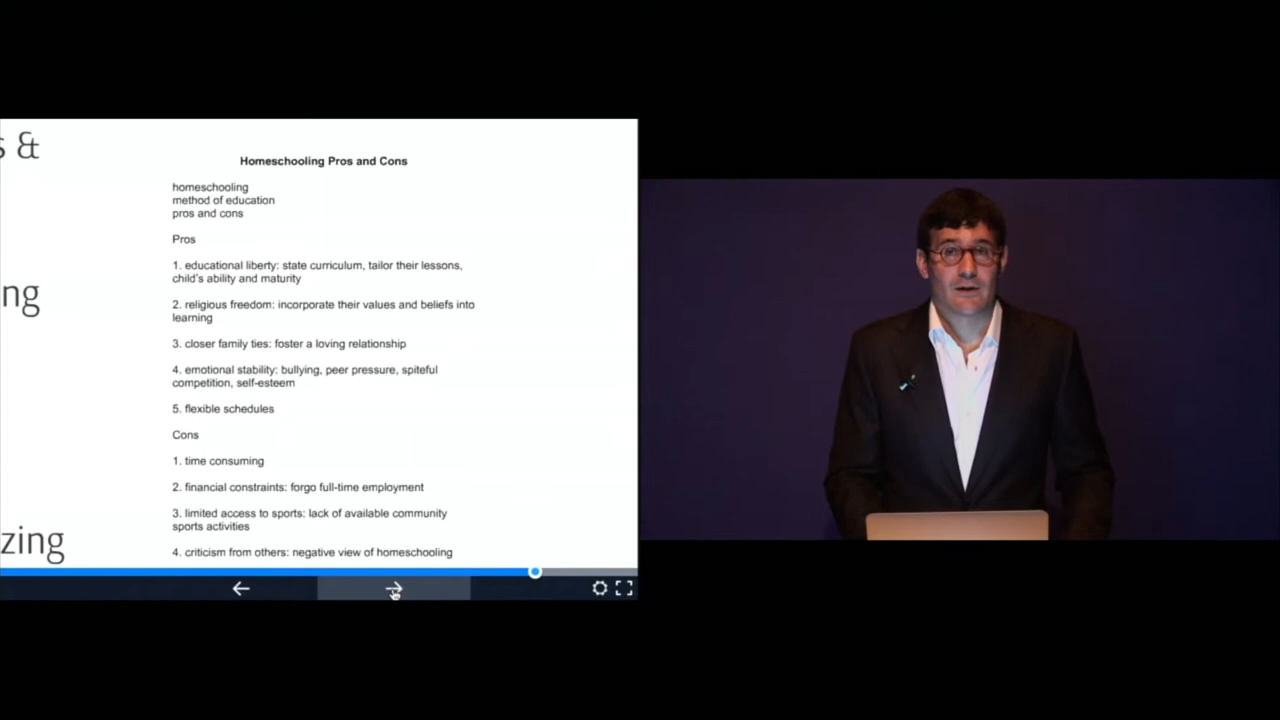 s &
ng
zing
Homeschooling Pros and Cons
homeschooling
method of education
pros and cons
Pros
1. educational liberty: state curriculum, tailor their lessons,
child's ability and maturity
2. religious freedom: incorporate their values and beliefs into
learning
3. closer family ties: foster a loving relationship
4. emotional stability: bullying, peer pressure, spiteful
competition, self-esteem
5. flexible schedules
Cons
1. time consuming
2. financial constraints: forgo full-time employment
3. limited access to sports: lack of available community
sports activities
4. criticism from others: negative view of homeschooling